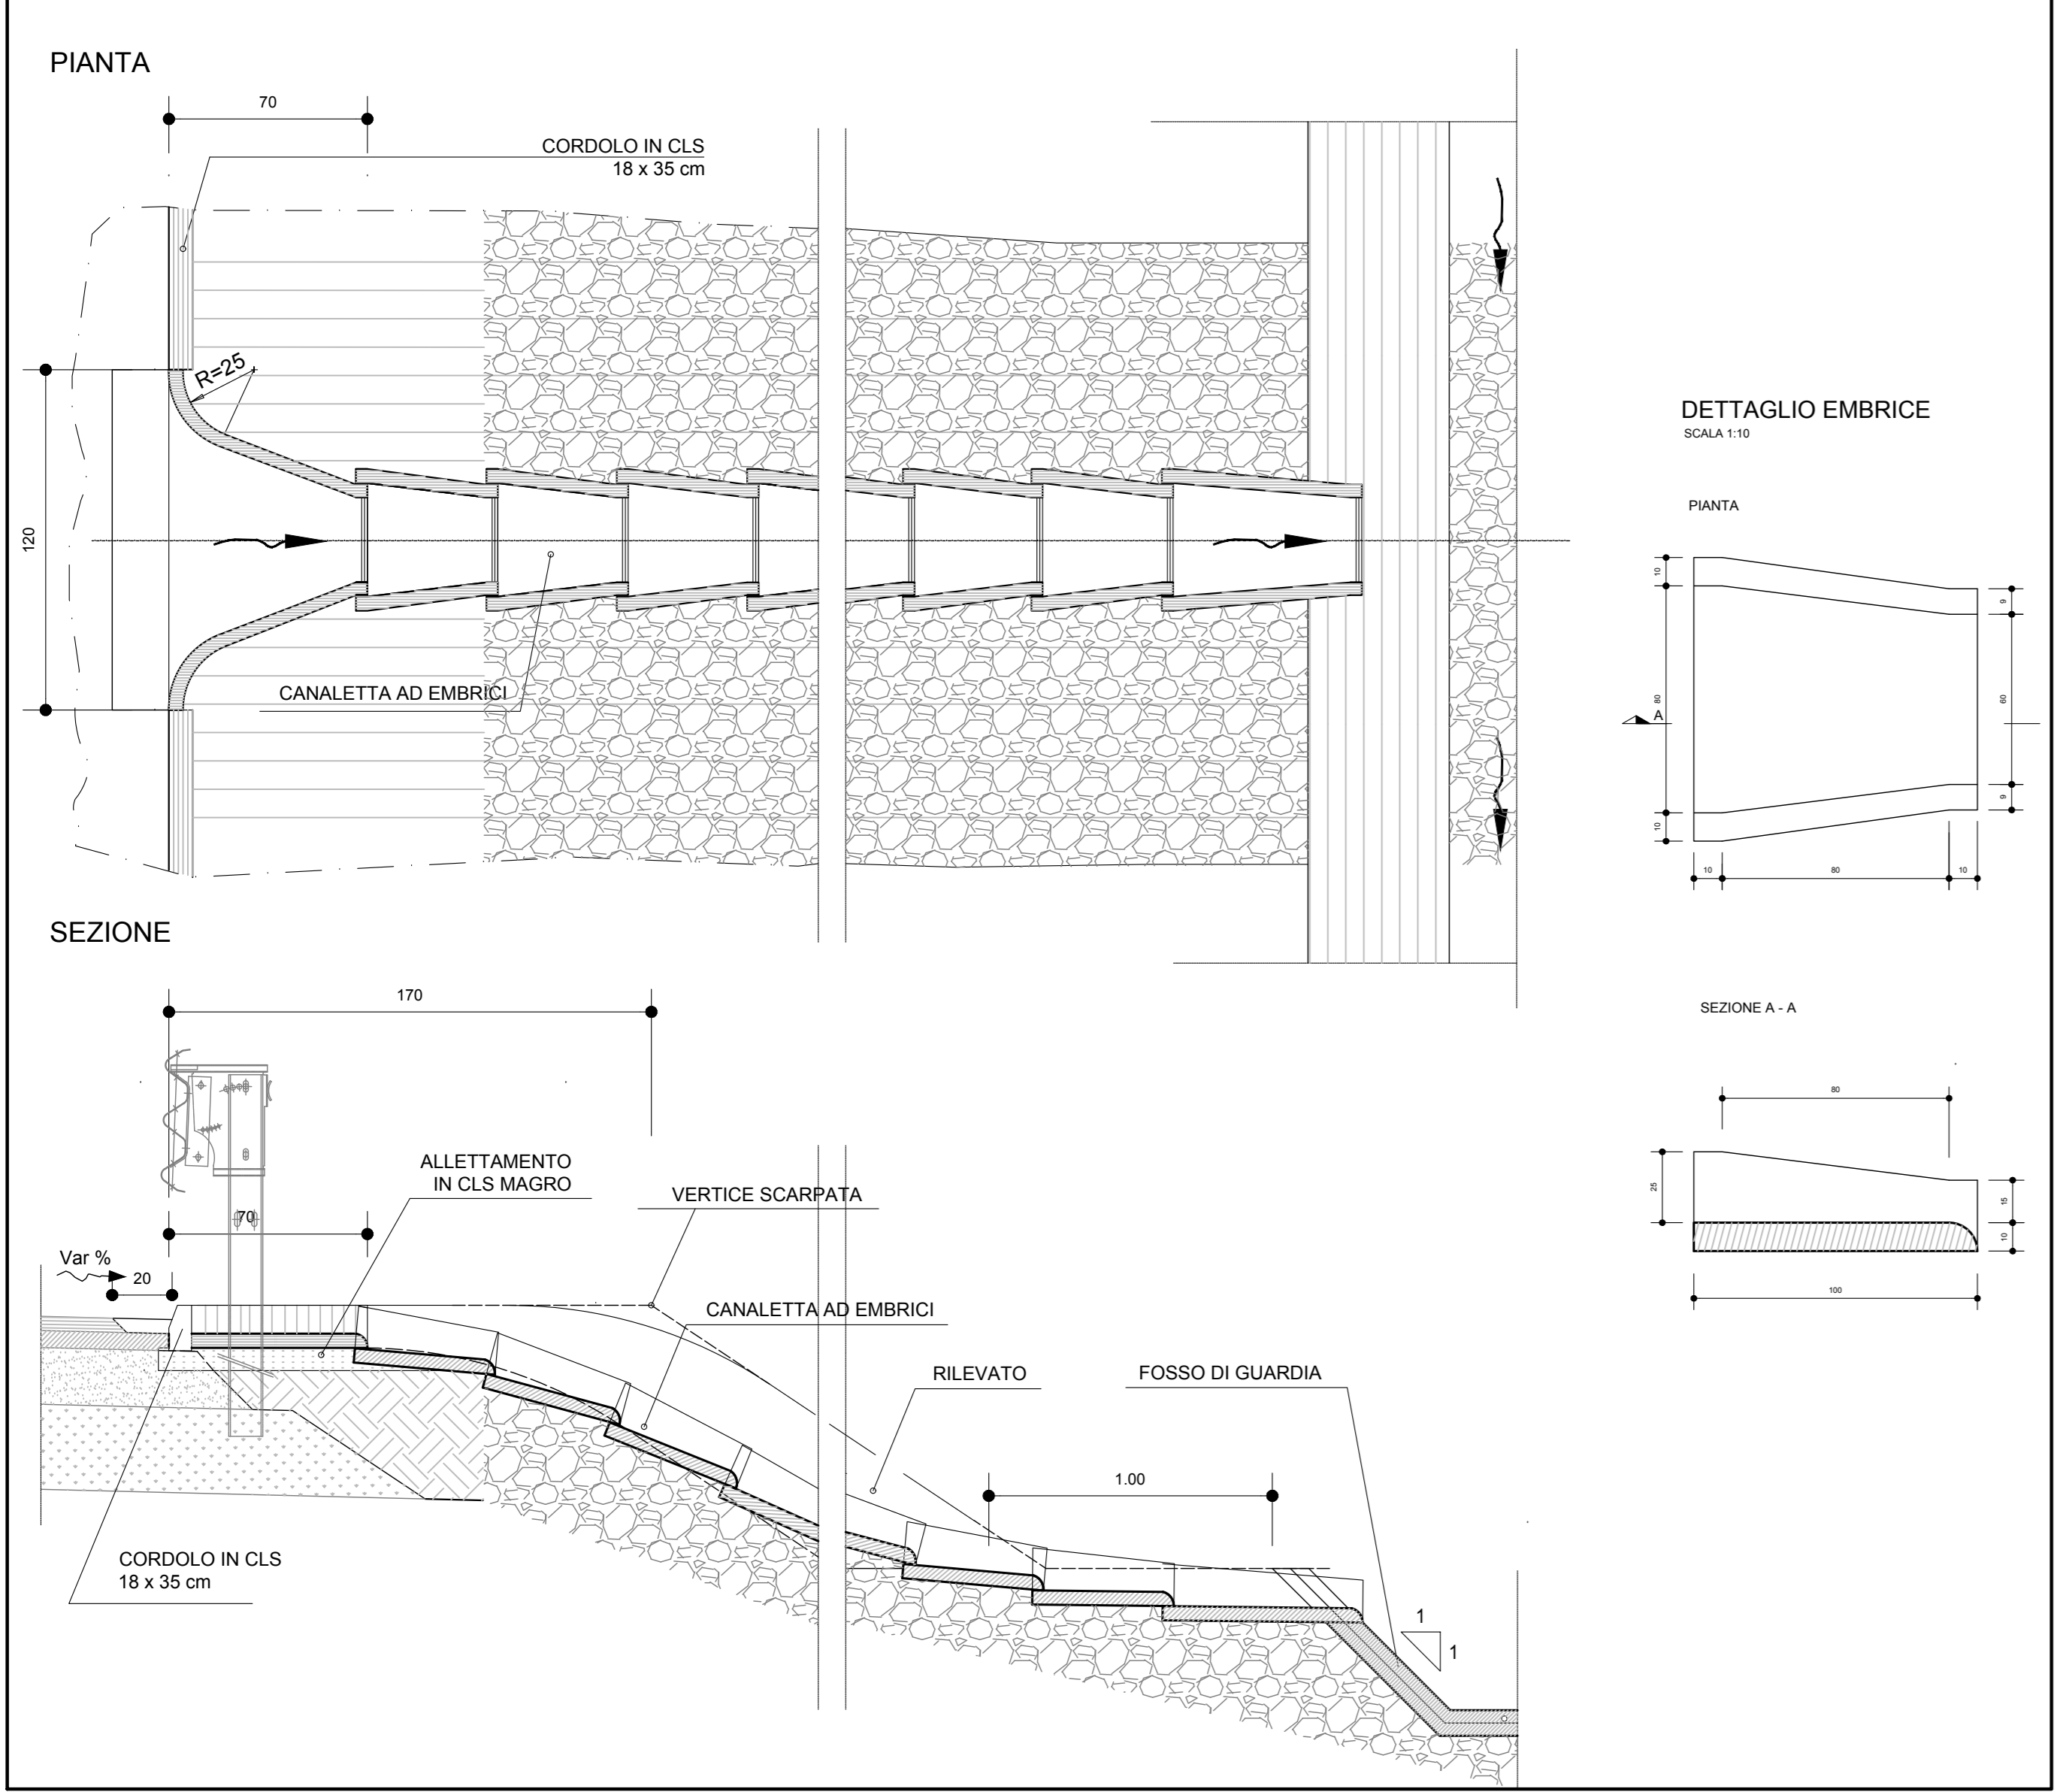 PIANTA
70
CORDOLO IN CLS
18 x 35 cm
R=25
120
CANALETTA AD EMBRICI
DETTAGLIO EMBRICE
SCALA 1:10
PIANTA
10
80
10
9
60
9
A
10
80
10
SEZIONE
170
70
ALLETTAMENTO
IN CLS MAGRO
VERTICE SCARPATA
Var %
20
CANALETTA AD EMBRICI
RILEVATO
FOSSO DI GUARDIA
1.00
1
1
CORDOLO IN CLS
18 x 35 cm
SEZIONE A - A
80
25
15
10
100